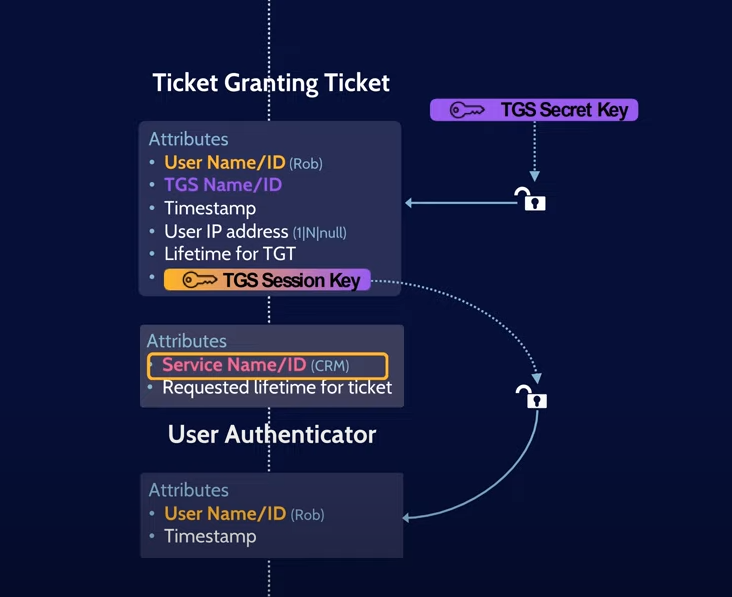 Ticket Granting Ticket
TGS Secret Key
Attributes
• User Name/ID (Rob)
• TGS Name/ID
• Timestamp
• User IP address (1|N|null)
• Lifetime for TGT
• TGS Session Key
Attributes
• Service Name/ID (CRM)
• Requested lifetime for ticket
User Authenticator
Attributes
• User Name/ID (Rob)
• Timestamp